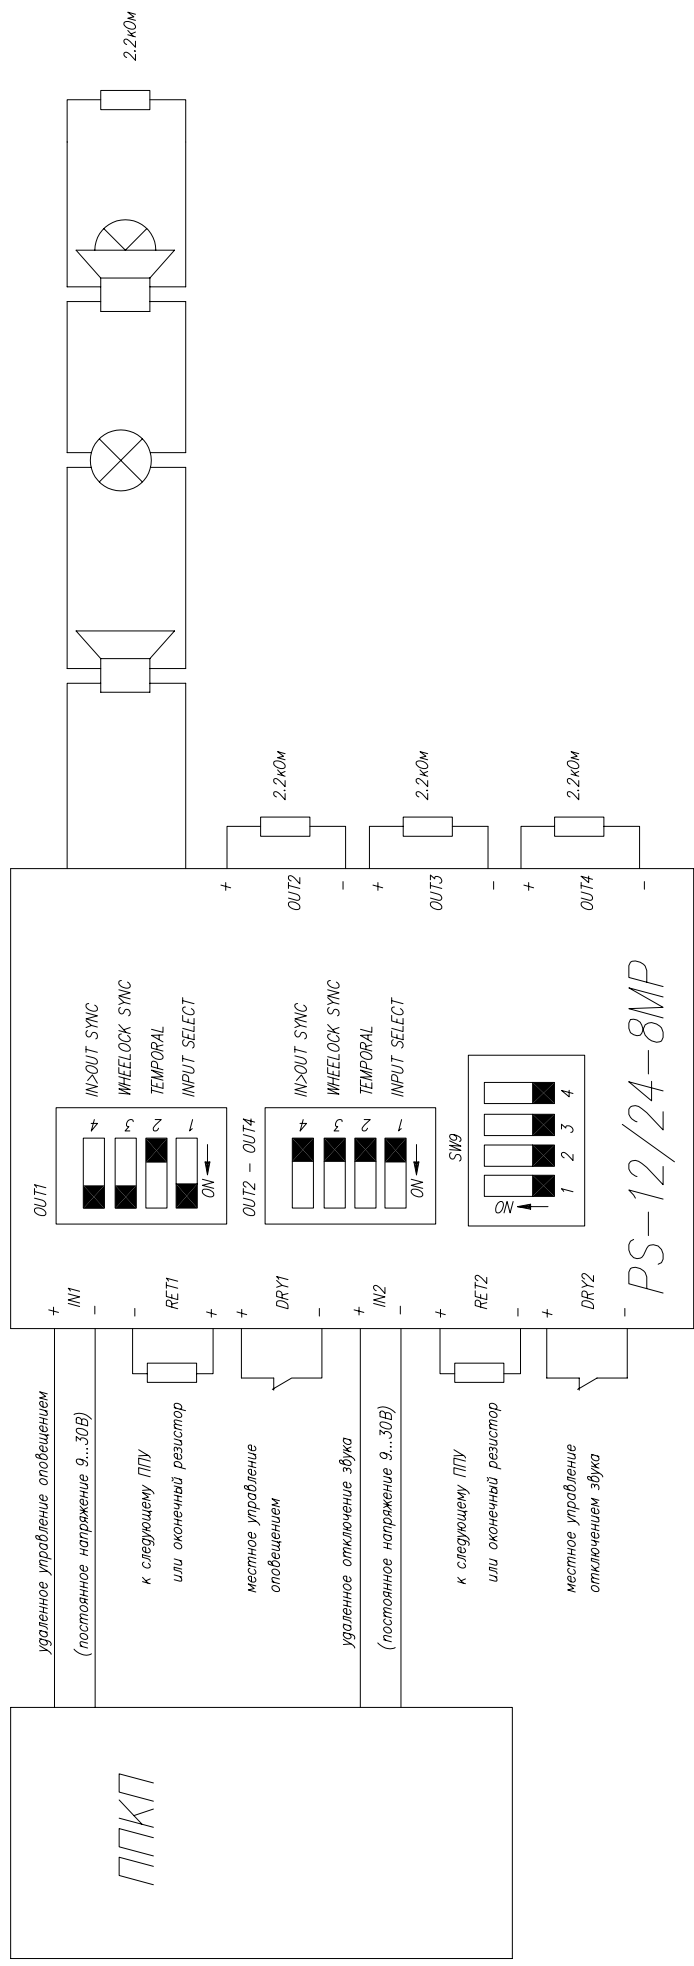 ППКП
удаленное управление оповещением
(постоянное напряжение 9...30В)
к следующему ППУ
или оконечный резистор
местное управление
оповещением
удаленное отключение звука
(постоянное напряжение 9...30В)
к следующему ППУ
или оконечный резистор
местное управление
отключением звука
+
IN1
-
-
RET1
+
+
DRY1
-
+
IN2
-
+
RET2
-
+
DRY2
-
OUT1
4
3
2
1
ON
IN>OUT SYNC
WHEELOCK SYNC
TEMPORAL
INPUT SELECT
OUT2 - OUT4
4
3
2
1
ON
IN>OUT SYNC
WHEELOCK SYNC
TEMPORAL
INPUT SELECT
SW9
ON
1 2 3 4
PS-12/24-8MP
+
OUT2
-
2.2кОм
+
OUT3
-
2.2кОм
+
OUT4
-
2.2кОм
2.2кОм